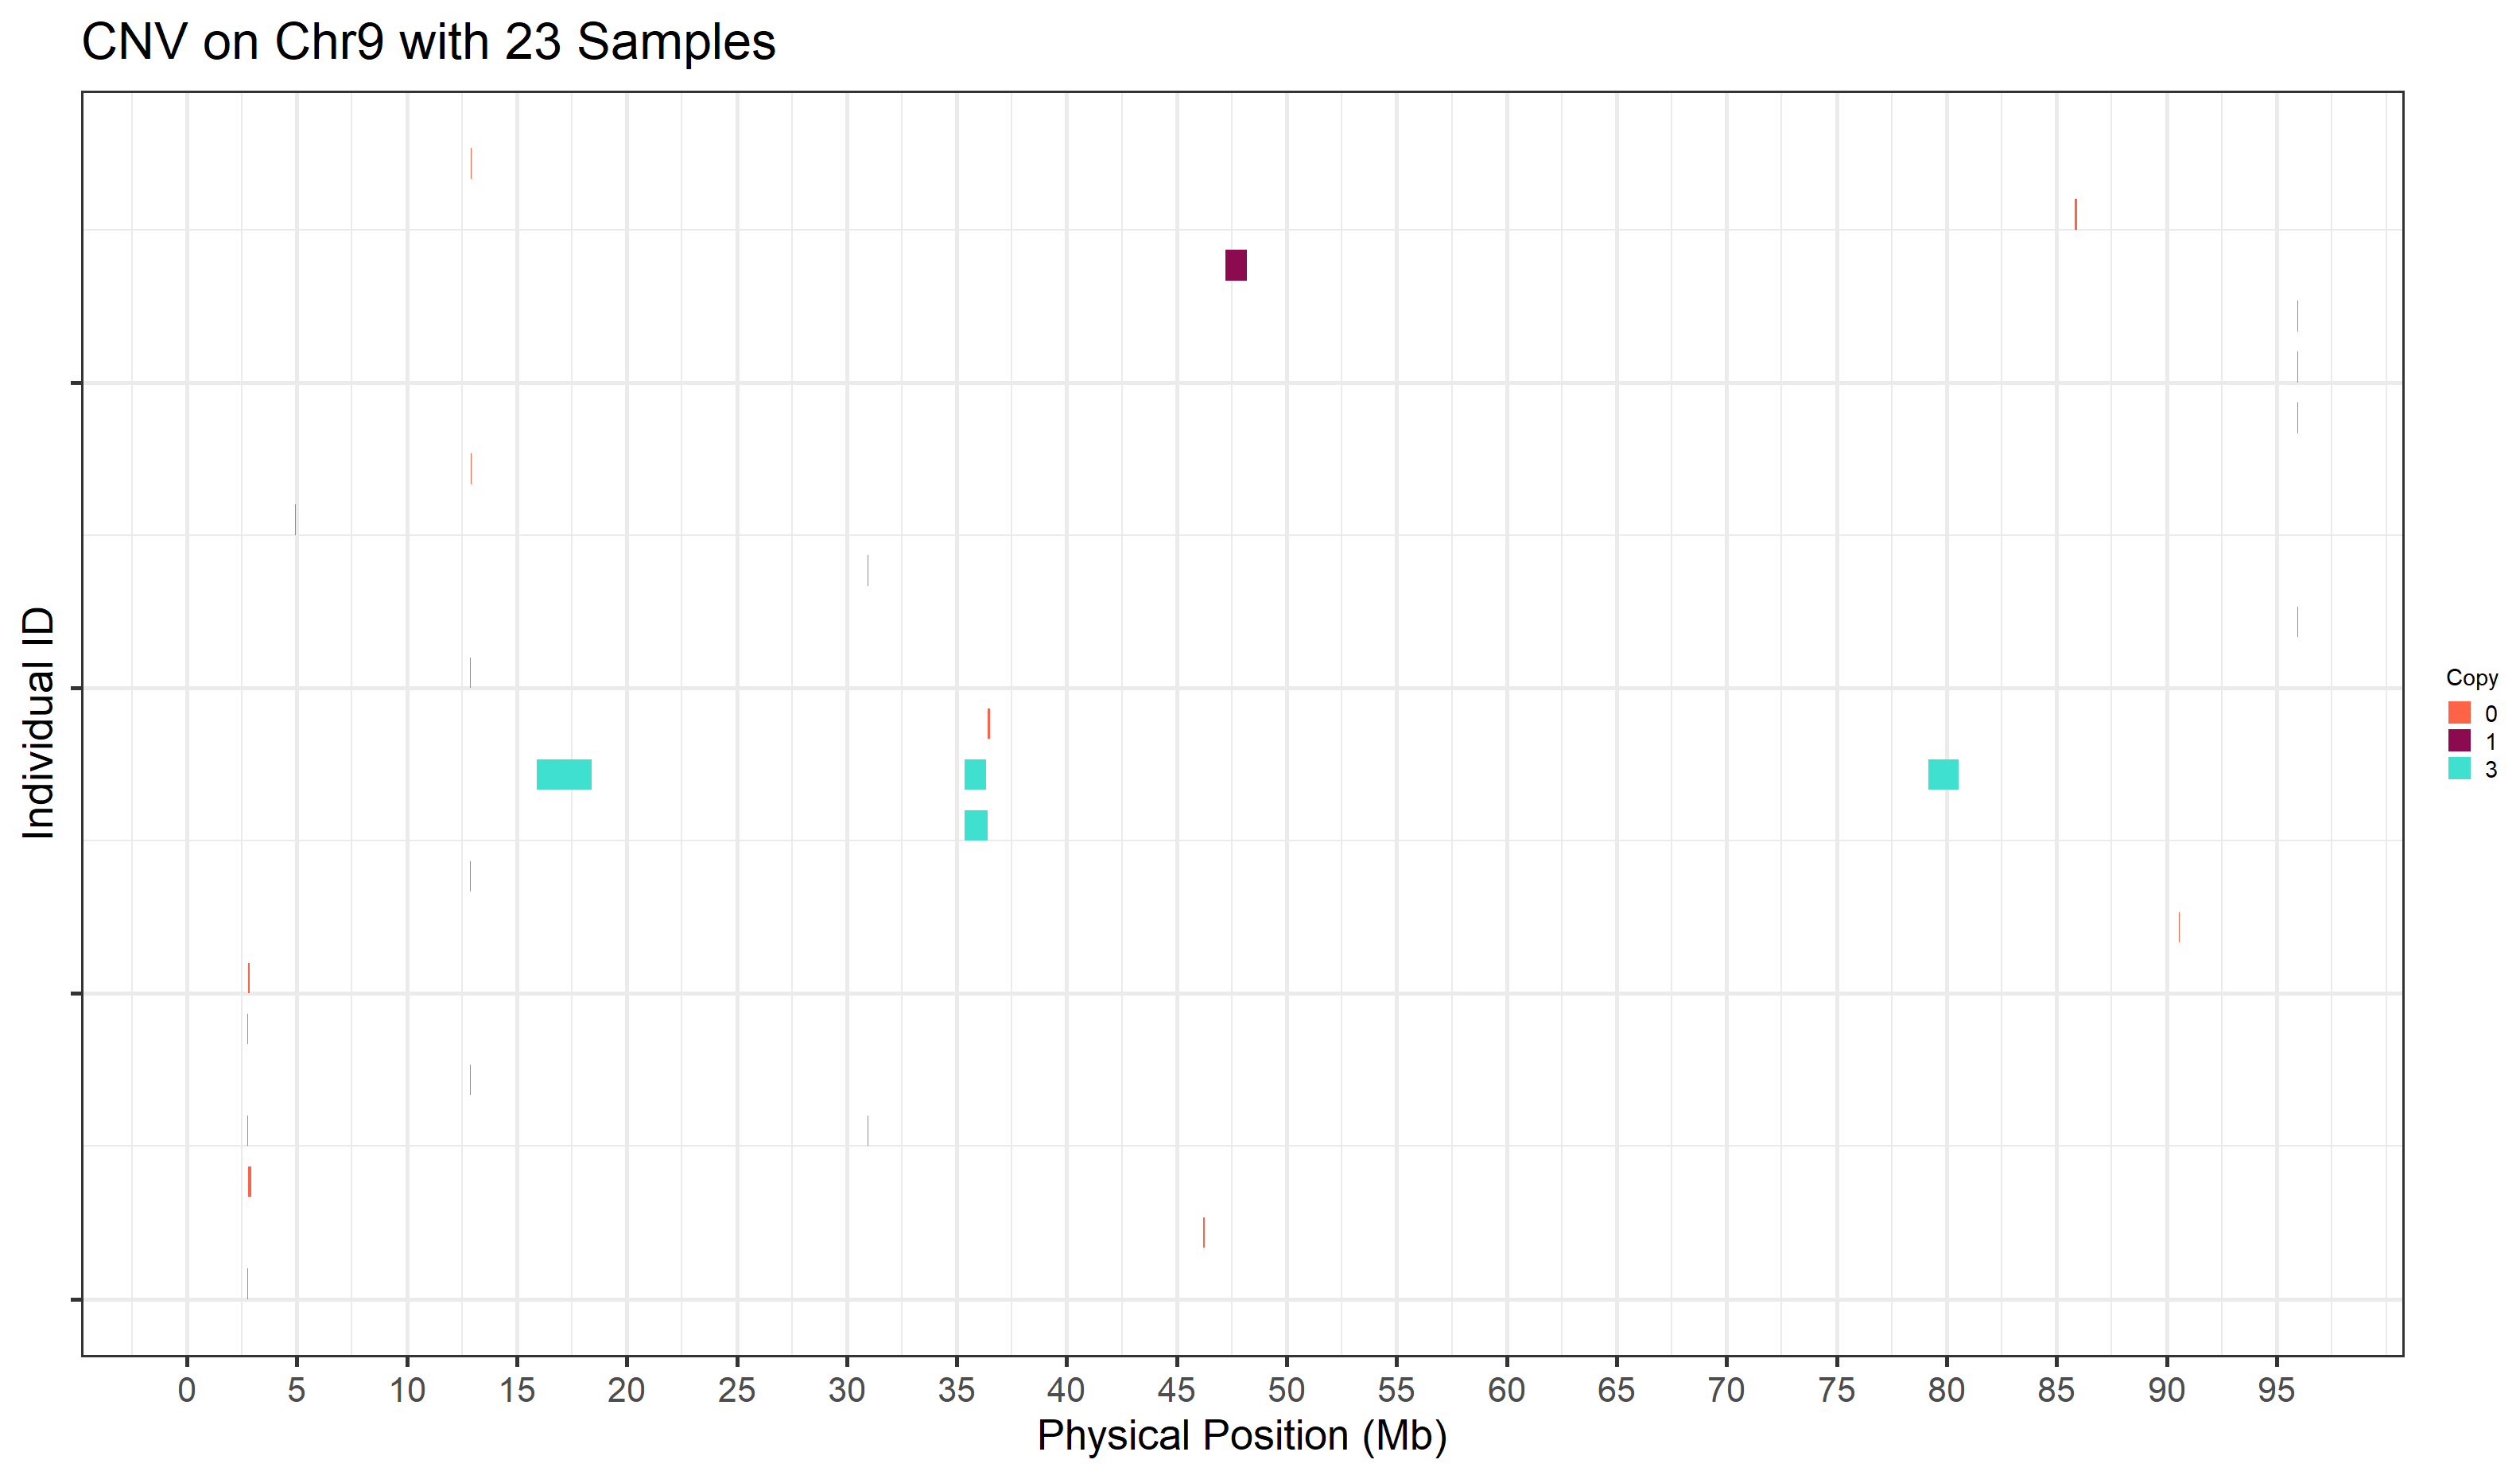 CNV on Chr9 with 23 Samples
Individual ID
Copy
0
1
3
0 5 10 15 20 25 30 35 40 45 50 55 60 65 70 75 80 85 90 95
Physical Position (Mb)